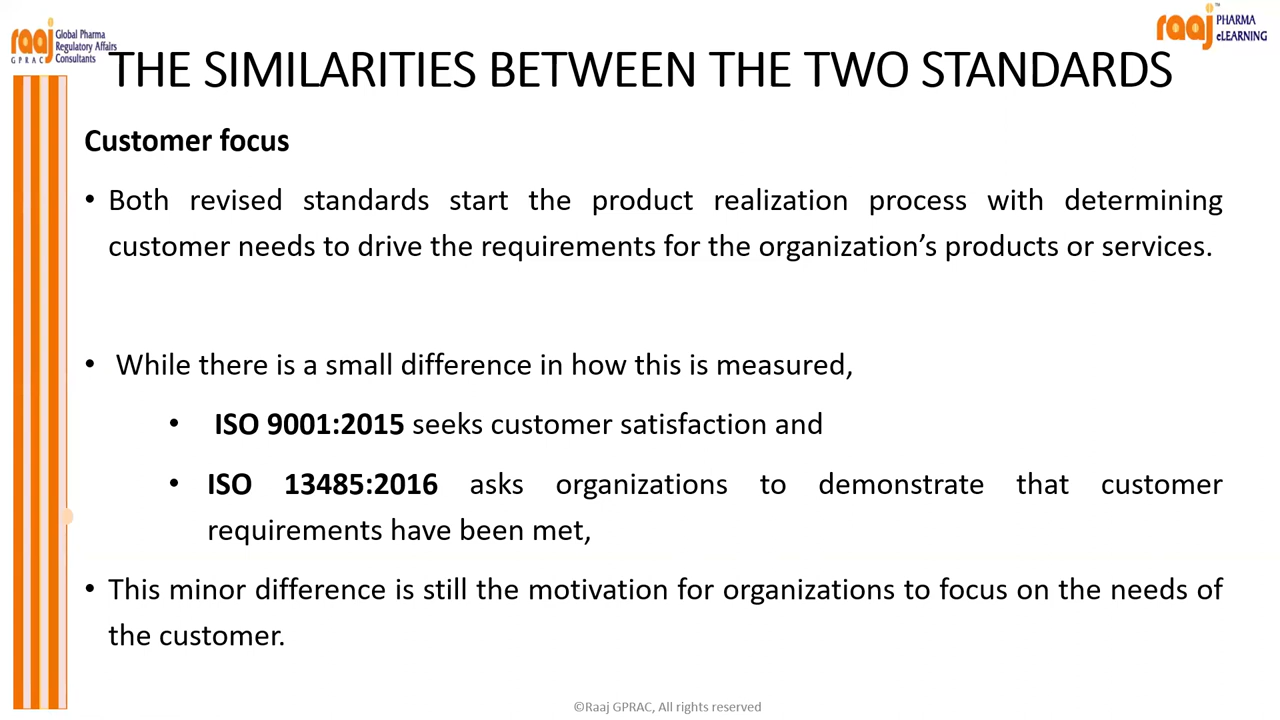 raaj Global Pharma
Regulatory Affairs
GPRAC Consultants
raaj™ PHARMA
eLEARNING
THE SIMILARITIES BETWEEN THE TWO STANDARDS
Customer focus
• Both revised standards start the product realization process with determining
customer needs to drive the requirements for the organization’s products or services.
• While there is a small difference in how this is measured,
• ISO 9001:2015 seeks customer satisfaction and
• ISO 13485:2016 asks organizations to demonstrate that customer
requirements have been met,
• This minor difference is still the motivation for organizations to focus on the needs of
the customer.
©Raaj GPRAC, All rights reserved